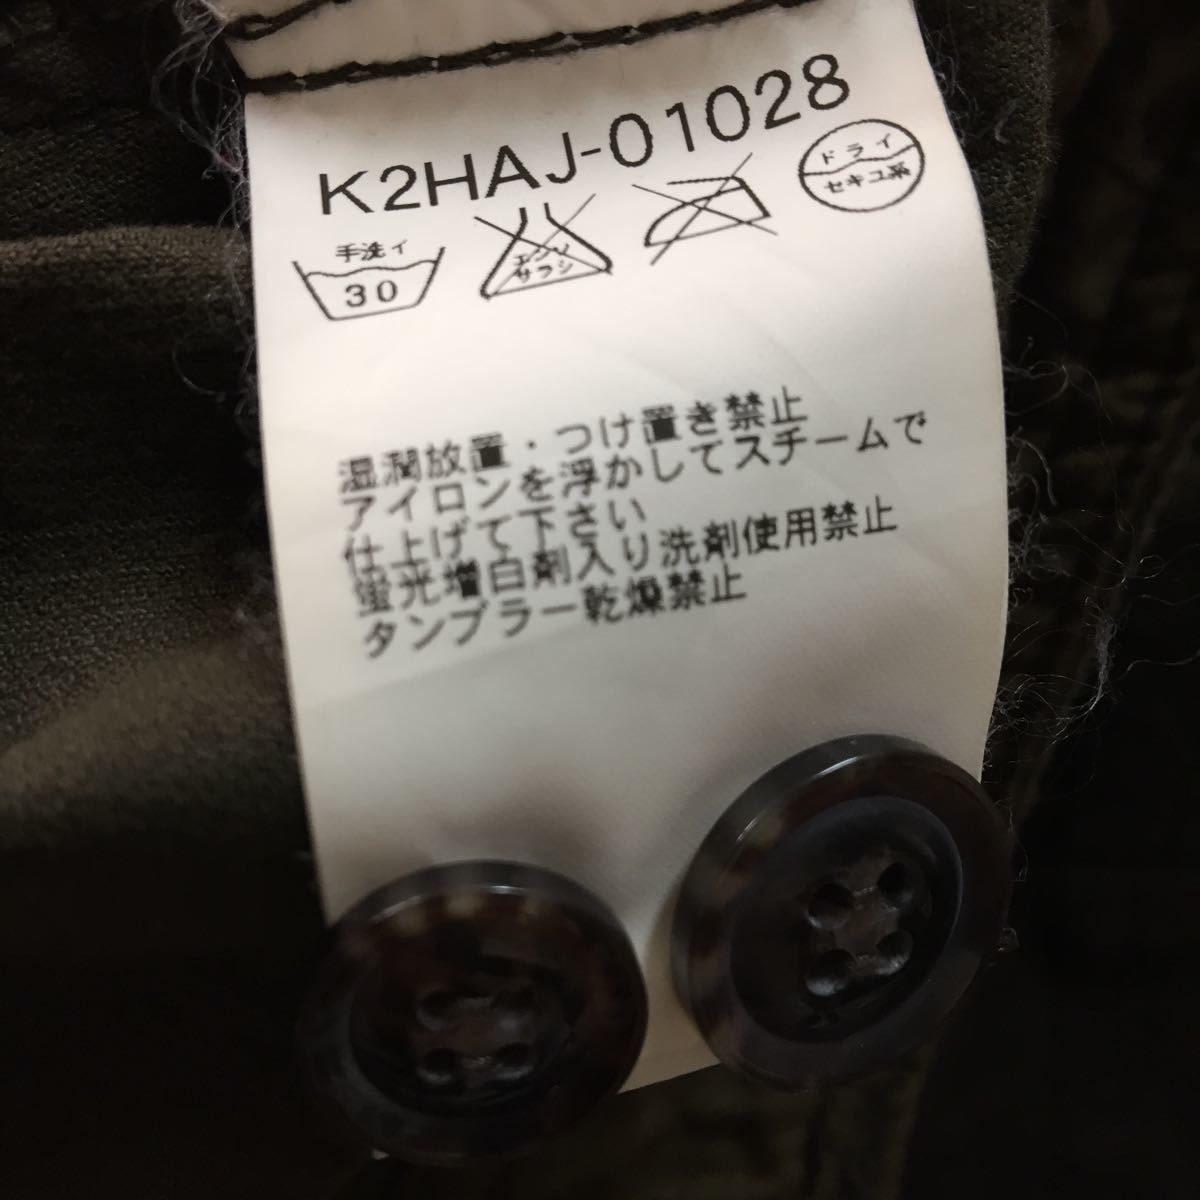 K2HAJ-01028
手洗イ
30
エンソ
サラシ
ドライ
セキユ系
湿潤放置・つけ置き禁止
アイロンを浮かしてスチームで
仕上げて下さい
蛍光増白剤入り洗剤使用禁止
タンブラー乾燥禁止